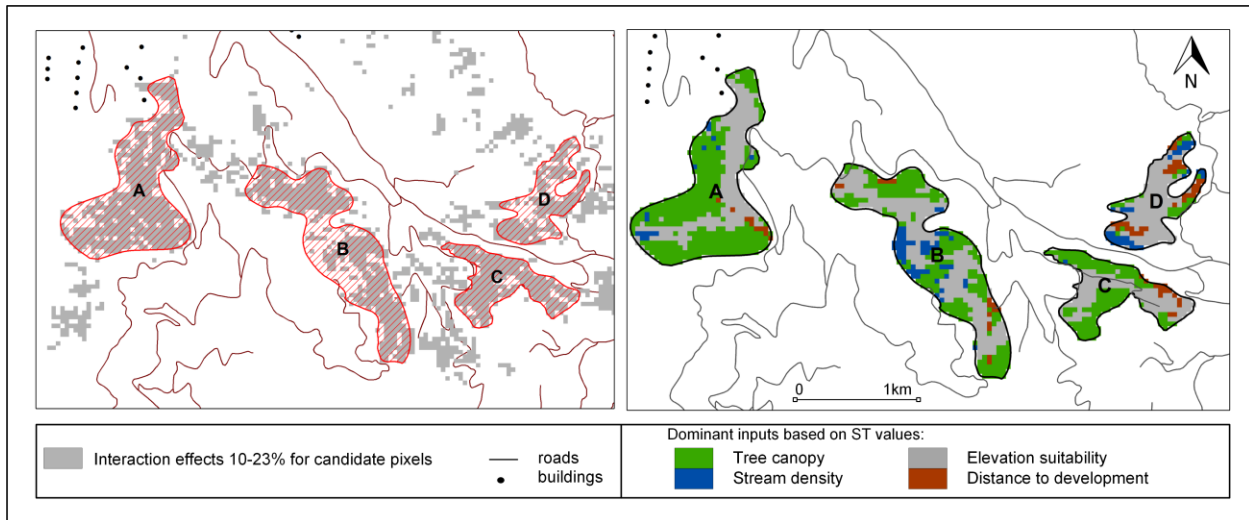 A
B
C
D
N
A
B
C
D
0 1km
Interaction effects 10-23% for candidate pixels
roads
buildings
Dominant inputs based on ST values:
Tree canopy
Stream density
Elevation suitability
Distance to development